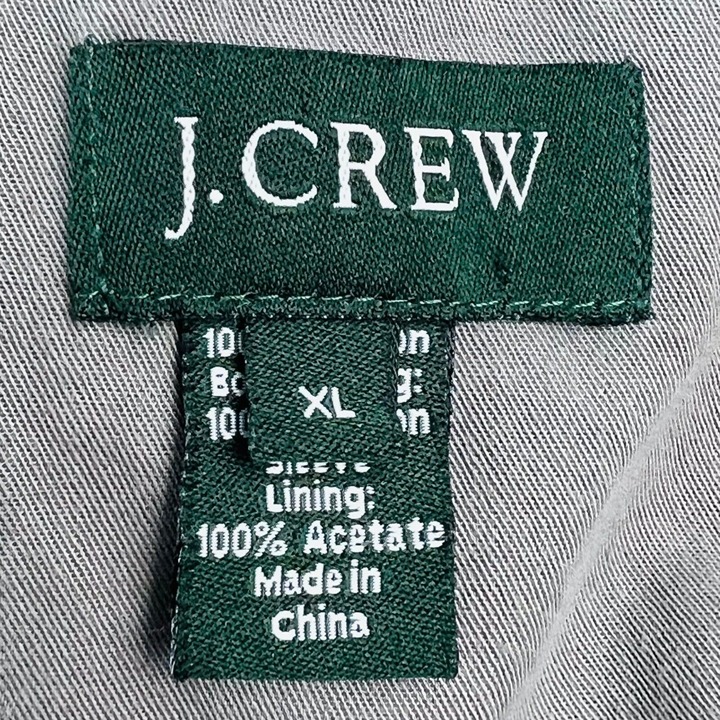 J.CREW
XL
Lining:
100% Acetate
Made in
China